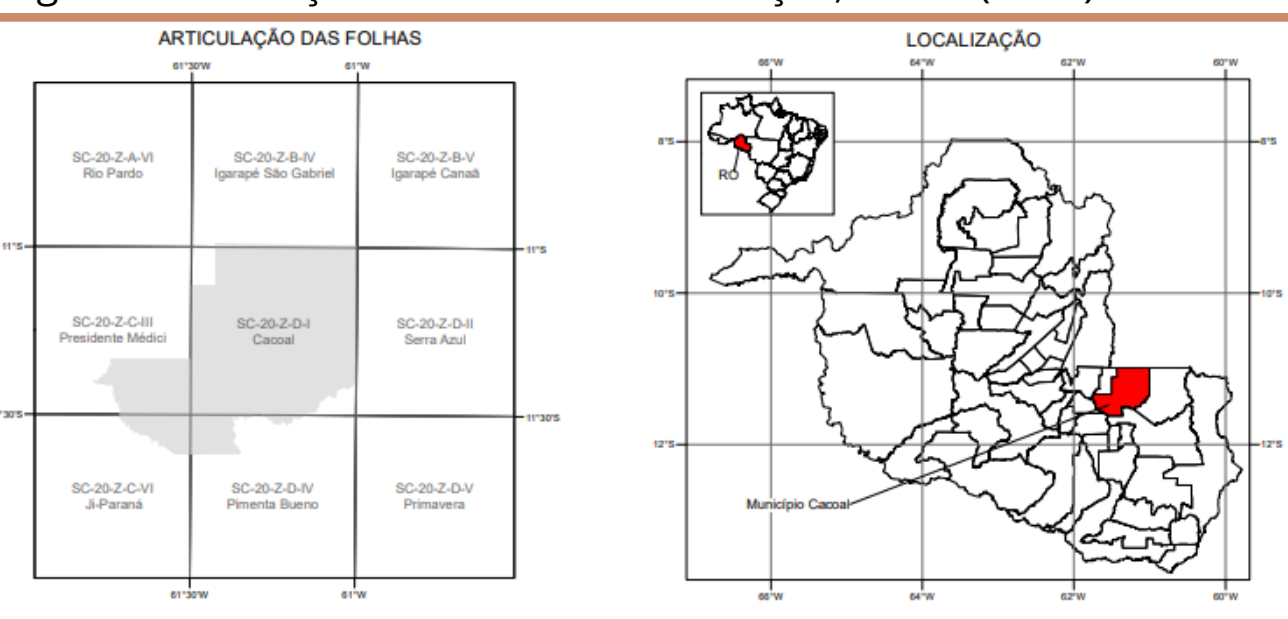 ARTICULAÇÃO DAS FOLHAS
61°30'W
61°W
SC-20-Z-A-VI
Rio Pardo
SC-20-Z-B-IV
Igarapé São Gabriel
SC-20-Z-B-V
Igarapé Canaã
11°S
11°S
SC-20-Z-C-III
Presidente Médici
SC-20-Z-D-I
Cacoal
SC-20-Z-D-II
Serra Azul
11°30'S
SC-20-Z-C-VI
Ji-Paraná
SC-20-Z-D-IV
Pimenta Bueno
SC-20-Z-D-V
Primavera
61°30'W
61°W
LOCALIZAÇÃO
66°W
64°W
62°W
60°W
8°S
8°S
RO
10°S
10°S
12°S
12°S
Município Cacoal
66°W
64°W
62°W
60°W